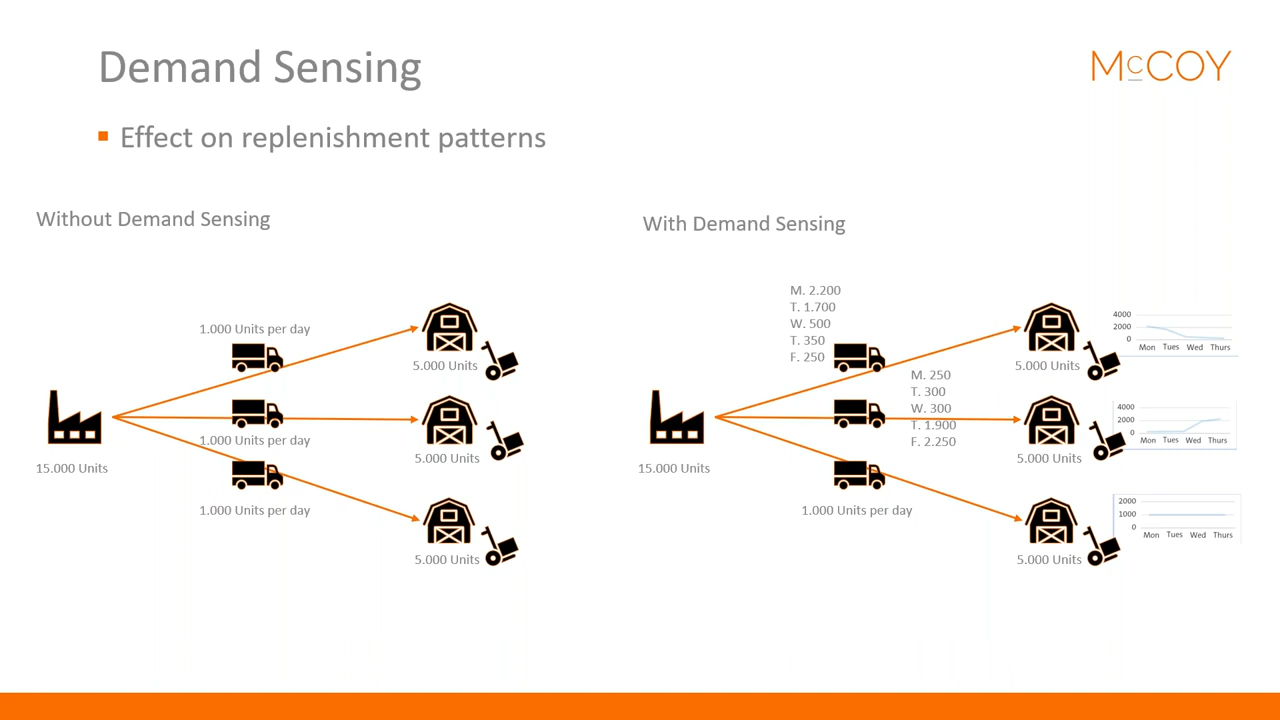 Demand Sensing
McCOY
Effect on replenishment patterns
Without Demand Sensing
1.000 Units per day
5.000 Units
1.000 Units per day
5.000 Units
15.000 Units
1.000 Units per day
5.000 Units
With Demand Sensing
M. 2.200
T. 1.700
W. 500
T. 350
F. 250
5.000 Units
4000
2000
0
Mon Tues Wed Thurs
M. 250
T. 300
W. 300
T. 1.900
F. 2.250
5.000 Units
4000
2000
0
Mon Tues Wed Thurs
15.000 Units
1.000 Units per day
5.000 Units
2000
1000
0
Mon Tues Wed Thurs